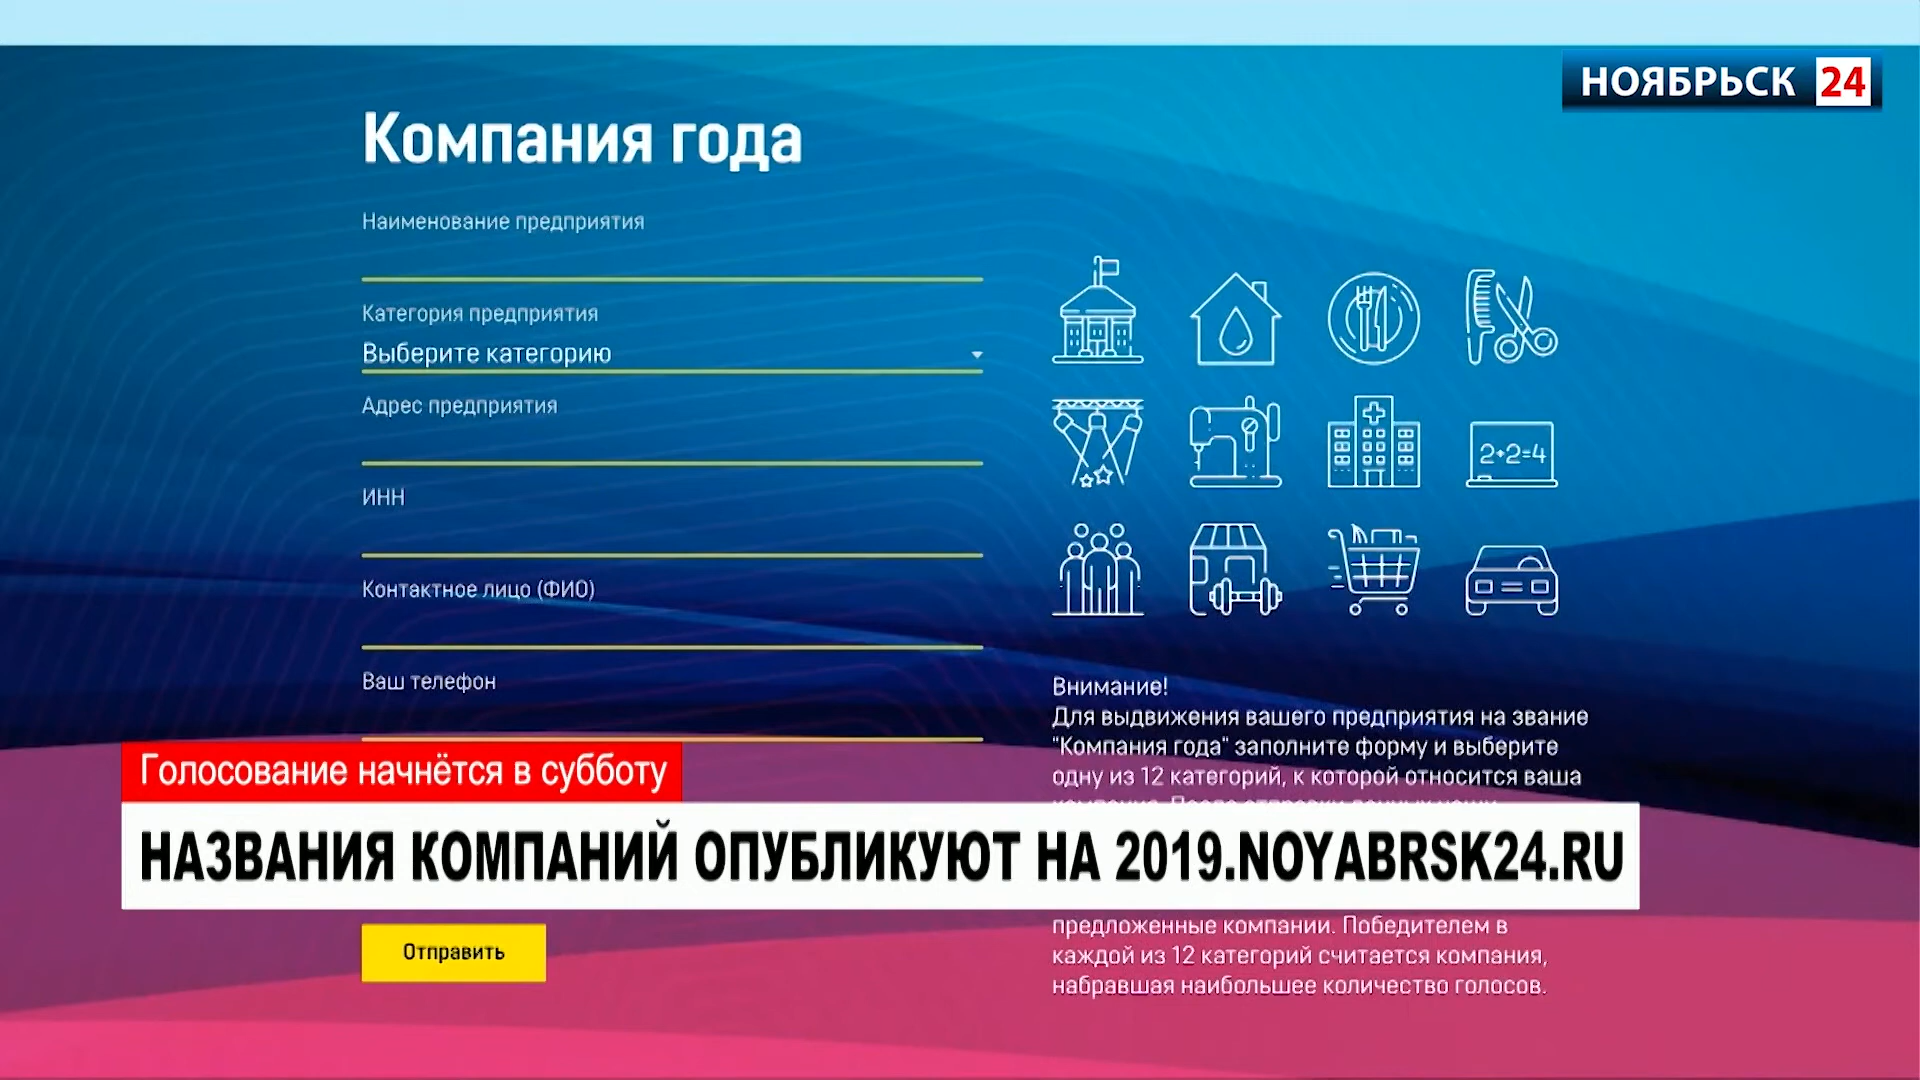 НОЯБРЬСК 24
Компания года
Наименование предприятия
Категория предприятия
Выберите категорию
Адрес предприятия
ИНН
Контактное лицо (ФИО)
Ваш телефон
2•2=4
Внимание!
Для выдвижения вашего предприятия на звание
"Компания года" заполните форму и выберите
одну из 12 категорий, к которой относится ваша
Голосование начнётся в субботу
НАЗВАНИЯ КОМПАНИЙ ОПУБЛИКУЮТ НА 2019.NOYABRSK24.RU
предложенные компании. Победителем в
каждой из 12 категорий считается компания,
набравшая наибольшее количество голосов.
Отправить